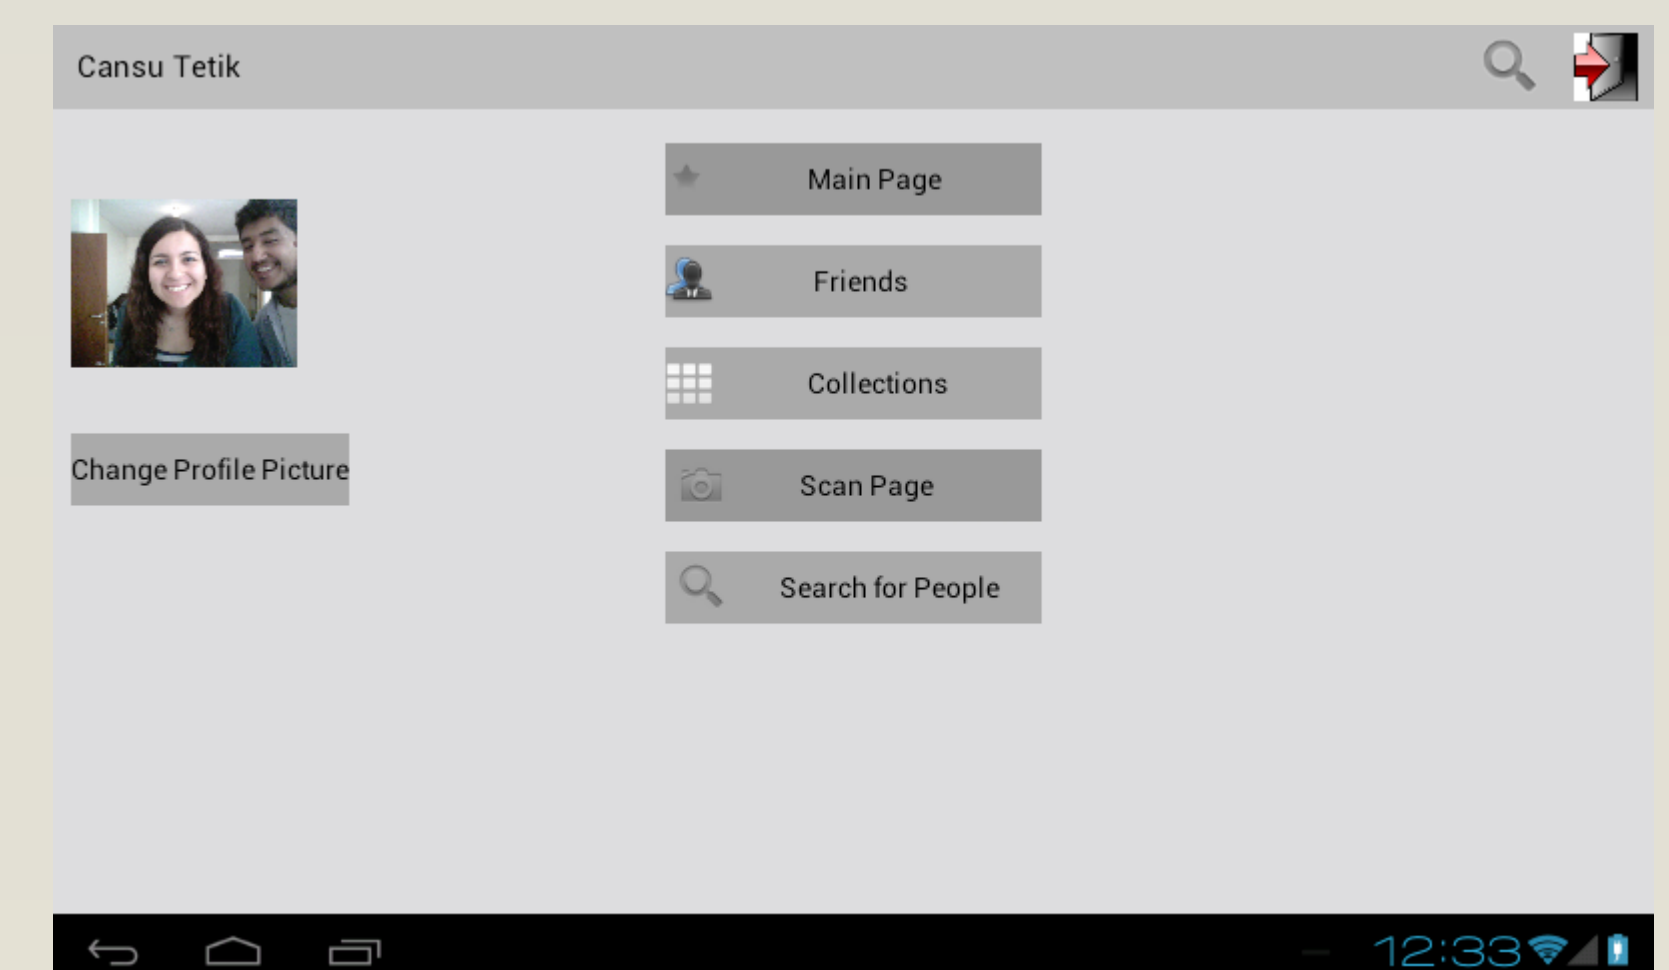 Cansu Tetik
Main Page
Friends
Collections
Change Profile Picture
Scan Page
Search for People
12:33